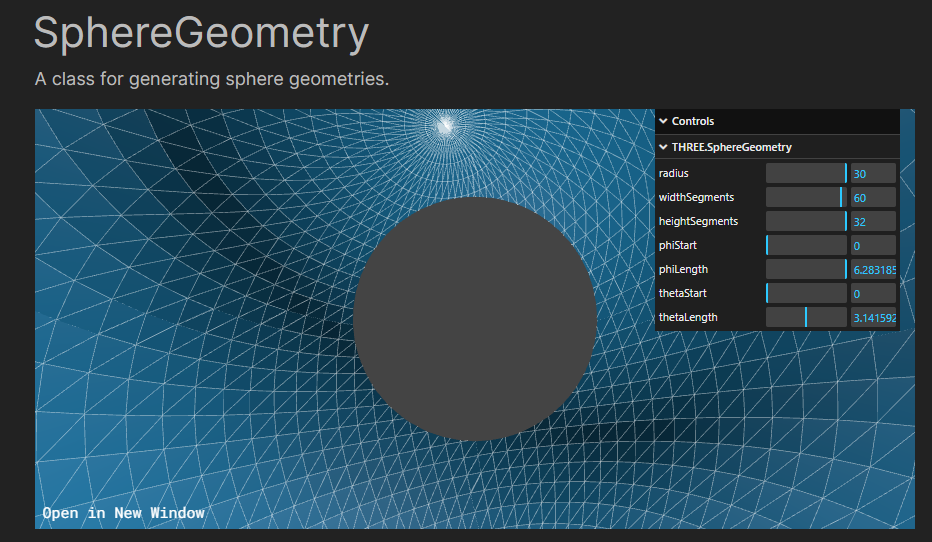 SphereGeometry
A class for generating sphere geometries.
Controls
THREE.SphereGeometry
radius 30
widthSegments 60
heightSegments 32
phiStart 0
phiLength 6.283185
thetaStart 0
thetaLength 3.141592
Open in New Window